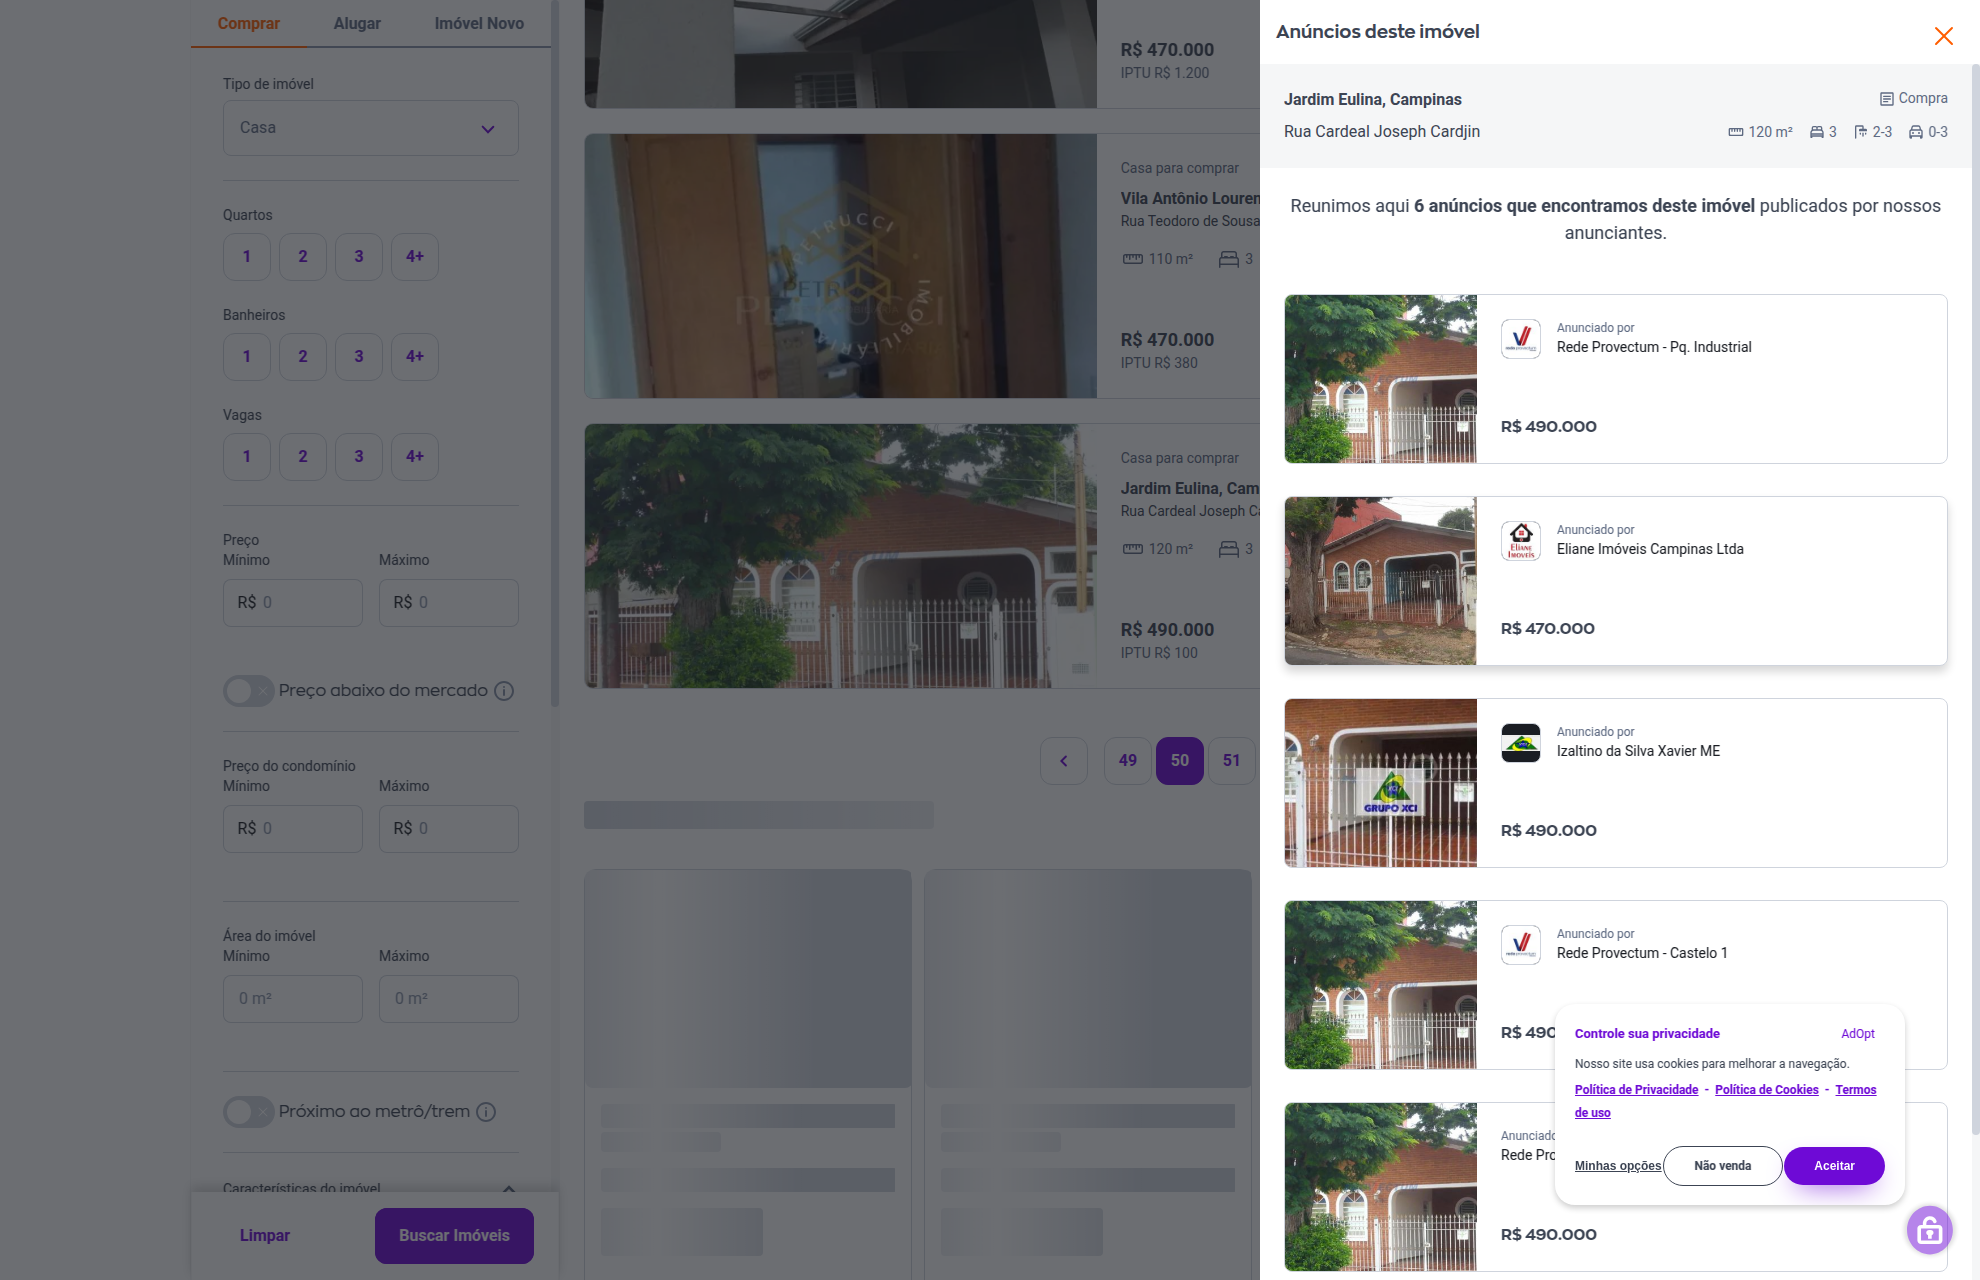 Comprar
Alugar
Imóvel Novo
Tipo de imóvel
Casa
Quartos
1 2 3 4+
Banheiros
1 2 3 4+
Vagas
1 2 3 4+
Preço
Mínimo Máximo
R$ 0 R$ 0
Preço abaixo do mercado
Preço do condomínio
Mínimo Máximo
R$ 0 R$ 0
Área do imóvel
Mínimo Máximo
0 m² 0 m²
Próximo ao metrô/trem
Características do imóvel
Limpar
Buscar Imóveis
R$ 470.000
IPTU R$ 1.200
PETRUCCI
IMOBILIÁRIA
PETRUCCI
Casa para comprar
Vila Antônio Louren
Rua Teodoro de Sousa
110 m² 3
R$ 470.000
IPTU R$ 380
Casa para comprar
Jardim Eulina, Cam
Rua Cardeal Joseph Ca
120 m² 3
R$ 490.000
IPTU R$ 100
49 50 51
Anúncios deste imóvel
Jardim Eulina, Campinas
Compra
Rua Cardeal Joseph Cardjin
120 m² 3 2-3 0-3
Reunimos aqui 6 anúncios que encontramos deste imóvel publicados por nossos
anunciantes.
Anunciado por
Rede Provectum - Pq. Industrial
R$ 490.000
Eliane
Imóveis
Anunciado por
Eliane Imóveis Campinas Ltda
R$ 470.000
XCI
GRUPO XCI
Anunciado por
Izaltino da Silva Xavier ME
R$ 490.000
Anunciado por
Rede Provectum - Castelo 1
R$ 490
Anunciado
Rede Pro
R$ 490.000
Controle sua privacidade
AdOpt
Nosso site usa cookies para melhorar a navegação.
Política de Privacidade - Política de Cookies - Termos
de uso
Minhas opções
Não venda
Aceitar